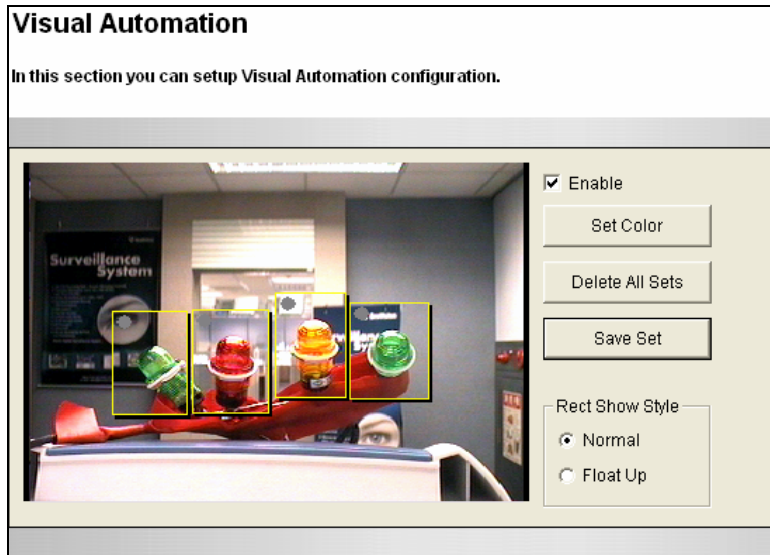 Visual Automation
In this section you can setup Visual Automation configuration.
Surveillance
System
Enable
Set Color
Delete All Sets
Save Set
Rect Show Style
Normal
Float Up